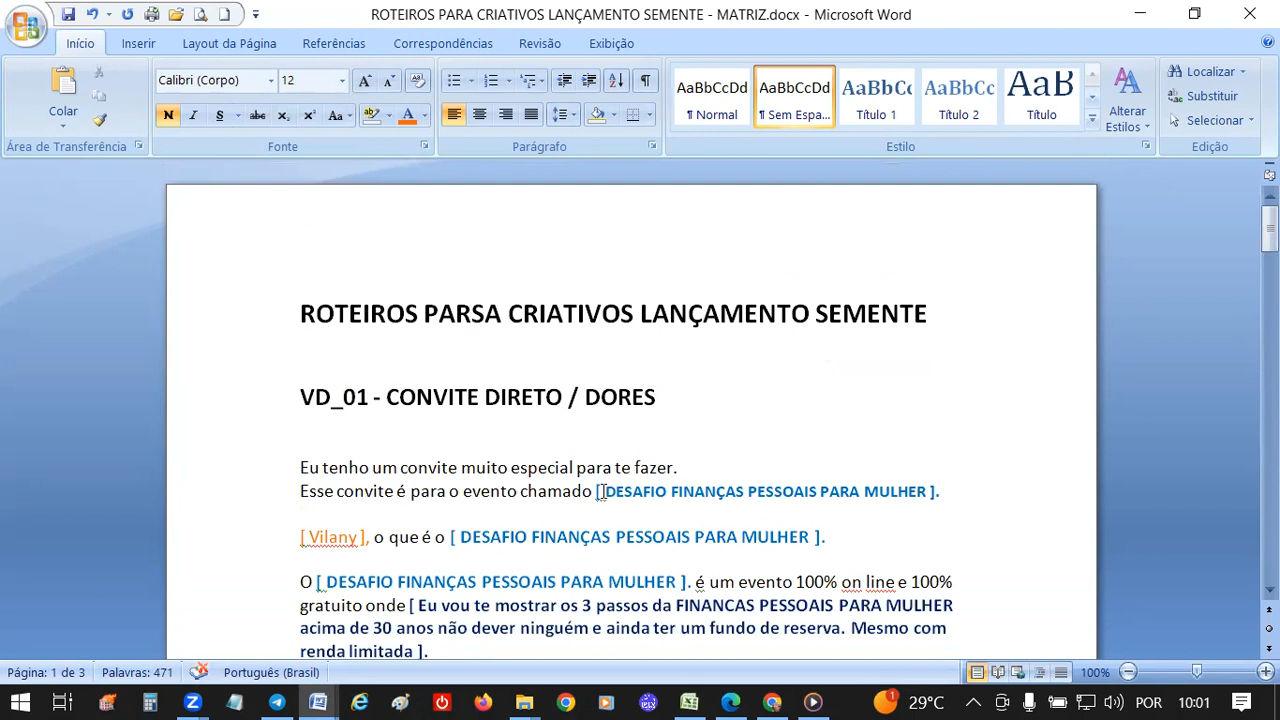 ROTEIROS PARA CRIATIVOS LANÇAMENTO SEMENTE - MATRIZ.docx - Microsoft Word
Início Inserir Layout da Página Referências Correspondências Revisão Exibição
Calibri (Corpo) 12
Colar
Área de Transferência
N I S abc x₂ x² Aa
Fonte
Parágrafo
AaBbCcDd AaBbCcDd AaBbCc AaBbCc AaB
¶ Normal ¶ Sem Espa... Título 1 Título 2 Título
Alterar Estilos
Estilo
Localizar
Substituir
Selecionar
Edição
ROTEIROS PARSA CRIATIVOS LANÇAMENTO SEMENTE
VD_01 - CONVITE DIRETO / DORES
Eu tenho um convite muito especial para te fazer.
Esse convite é para o evento chamado [ DESAFIO FINANÇAS PESSOAIS PARA MULHER ].
[ Vilany ], o que é o [ DESAFIO FINANÇAS PESSOAIS PARA MULHER ].
O [ DESAFIO FINANÇAS PESSOAIS PARA MULHER ]. é um evento 100% on line e 100%
gratuito onde [ Eu vou te mostrar os 3 passos da FINANCAS PESSOAIS PARA MULHER
acima de 30 anos não dever ninguém e ainda ter um fundo de reserva. Mesmo com
renda limitada ].
Página: 1 de 3 Palavras: 471 Português (Brasil) 100%
1 29°C POR 10:01